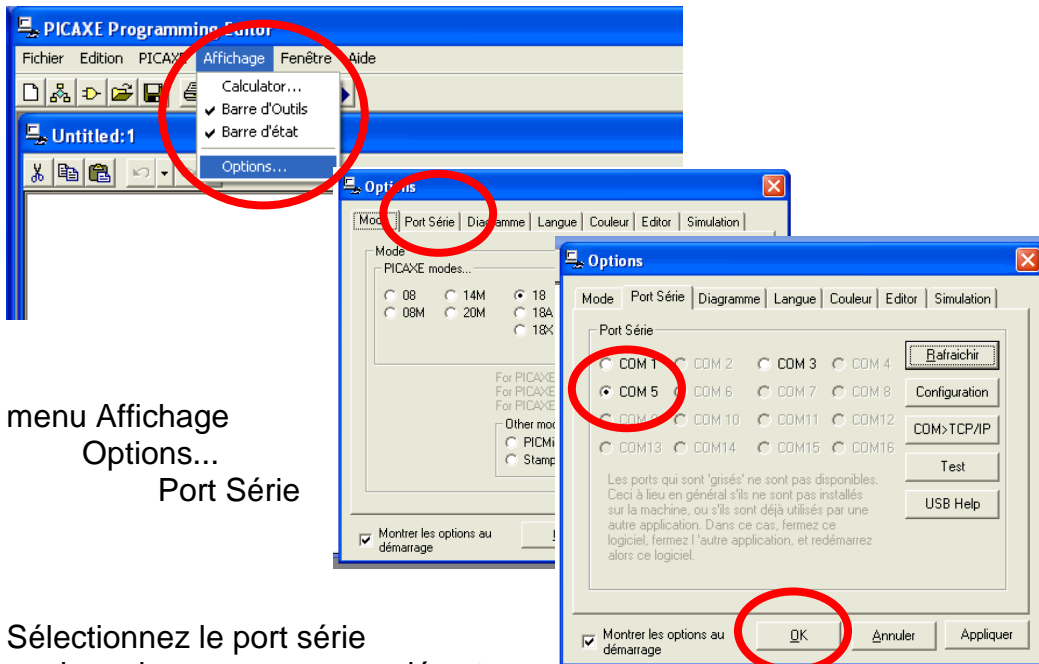 PICAXE Programming Editor
Fichier Edition PICAXE Affichage Fenêtre Aide
Calculator...
Barre d'Outils
Barre d'état
Options...
Untitled:1
Options
Mode Port Série Diagramme Langue Couleur Editor Simulation
Mode
PICAXE modes...
08 14M 18
08M 20M 18A
18X
For PICAXE
For PICAXE
For PICAXE
Other
PICMi
Stamp
Montrer les options au
démarrage
Options
Mode Port Série Diagramme Langue Couleur Editor Simulation
Port Série
COM 1 COM 2 COM 3 COM 4
COM 5 COM 6 COM 7 COM 8
COM 9 COM 10 COM11 COM12
COM13 COM14 COM15 COM16
Les ports qui sont 'grisés' ne sont pas disponibles.
Ceci à lieu en général s'ils ne sont pas installés
sur la machine, ou s'ils sont déjà utilisés par une
autre application. Dans ce cas, fermez ce
logiciel, fermez l 'autre application, et redémarrez
alors ce logiciel.
Rafraichir
Configuration
COM>TCP/IP
Test
USB Help
Montrer les options au
démarrage
OK Annuler Appliquer
menu Affichage
Options...
Port Série
Sélectionnez le port série